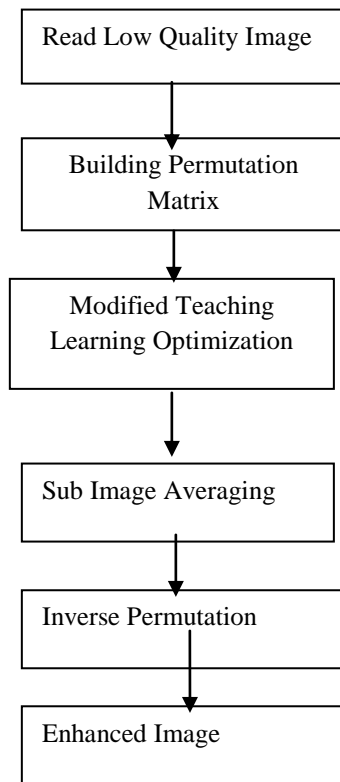 Read Low Quality Image
Building Permutation
Matrix
Modified Teaching
Learning Optimization
Sub Image Averaging
Inverse Permutation
Enhanced Image